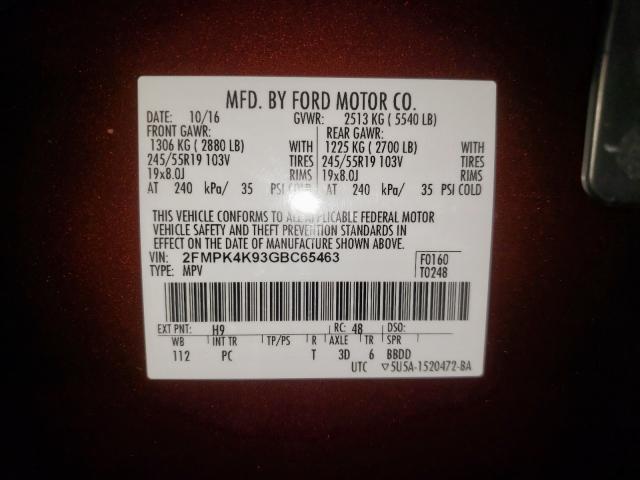 MFD. BY FORD MOTOR CO.
DATE: 10/16 GVWR: 2513 KG ( 5540 LB)
FRONT GAWR: REAR GAWR:
1306 KG ( 2880 LB) WITH 1225 KG ( 2700 LB) WITH
245/55R19 103V TIRES 245/55R19 103V TIRES
19x8.0J RIMS 19x8.0J RIMS
AT 240 kPa/ 35 PSI COLD AT 240 kPa/ 35 PSI COLD
THIS VEHICLE CONFORMS TO ALL APPLICABLE FEDERAL MOTOR
VEHICLE SAFETY AND THEFT PREVENTION STANDARDS IN
EFFECT ON THE DATE OF MANUFACTURE SHOWN ABOVE.
VIN: 2FMPK4K93GBC65463 F0160
TYPE: MPV T0248
EXT PNT: H9 RC: 48 DSO:
WB INT TR TP/PS R AXLE TR SPR
112 PC T 3D 6 BBDD
UTC ▽5U5A-1520472-BA